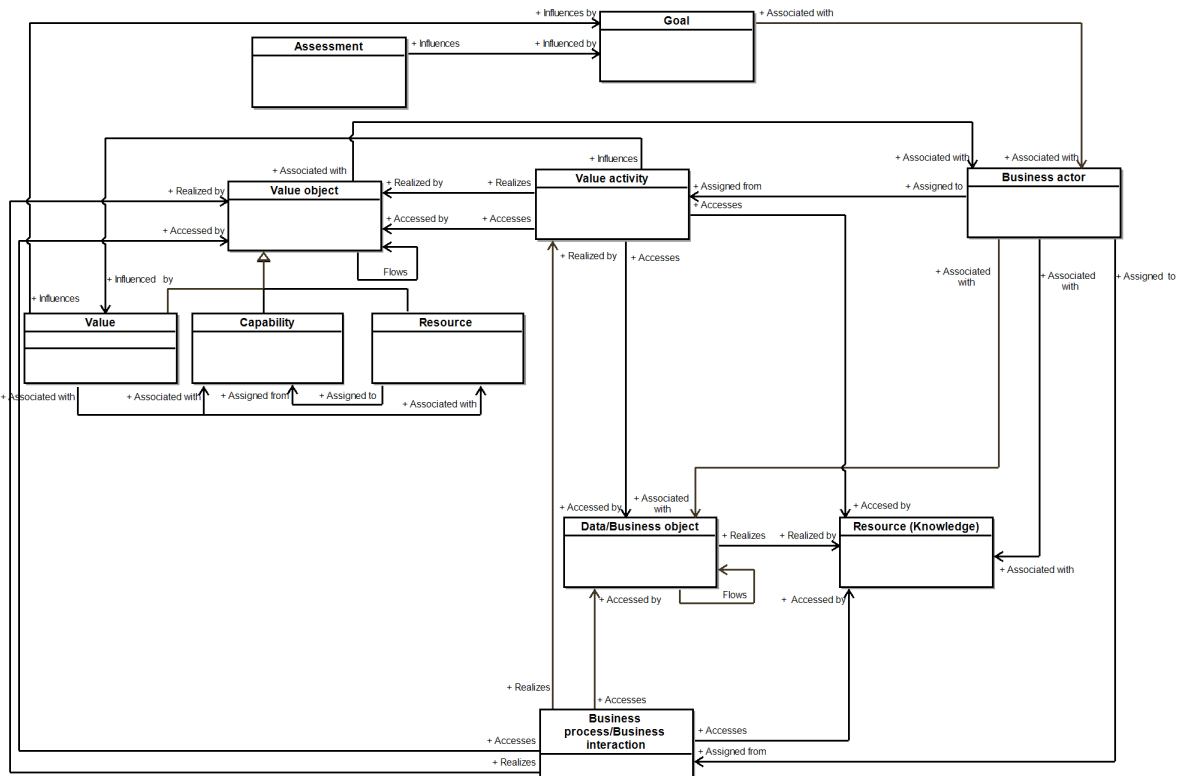 + Influences by
Goal
+ Associated with
Assessment
+ Influences
+ Influenced by
+ Influences
+ Associated with
+ Associated with
+ Associated with
+ Realized by
Value object
+ Realized by
+ Realizes
Value activity
+ Assigned from
+ Assigned to
Business actor
+ Accesses
+ Accessed by
+ Accessed by
+ Accesses
+ Realized by
+ Accesses
Flows
+ Influenced by
+ Associated
with
+ Associated
with
+ Assigned to
+ Influences
Value
Capability
Resource
+ Associated with
+ Associated with
+ Assigned from
+ Assigned to
+ Associated with
+ Accessed by
+ Associated
with
+ Accesed by
Data/Business object
Resource (Knowledge)
+ Realizes
+ Realized by
+ Associated with
Flows
+ Accessed by
+ Accessed by
+ Realizes
+ Accesses
Business
process/Business
interaction
+ Accesses
+ Accesses
+ Assigned from
+ Realizes